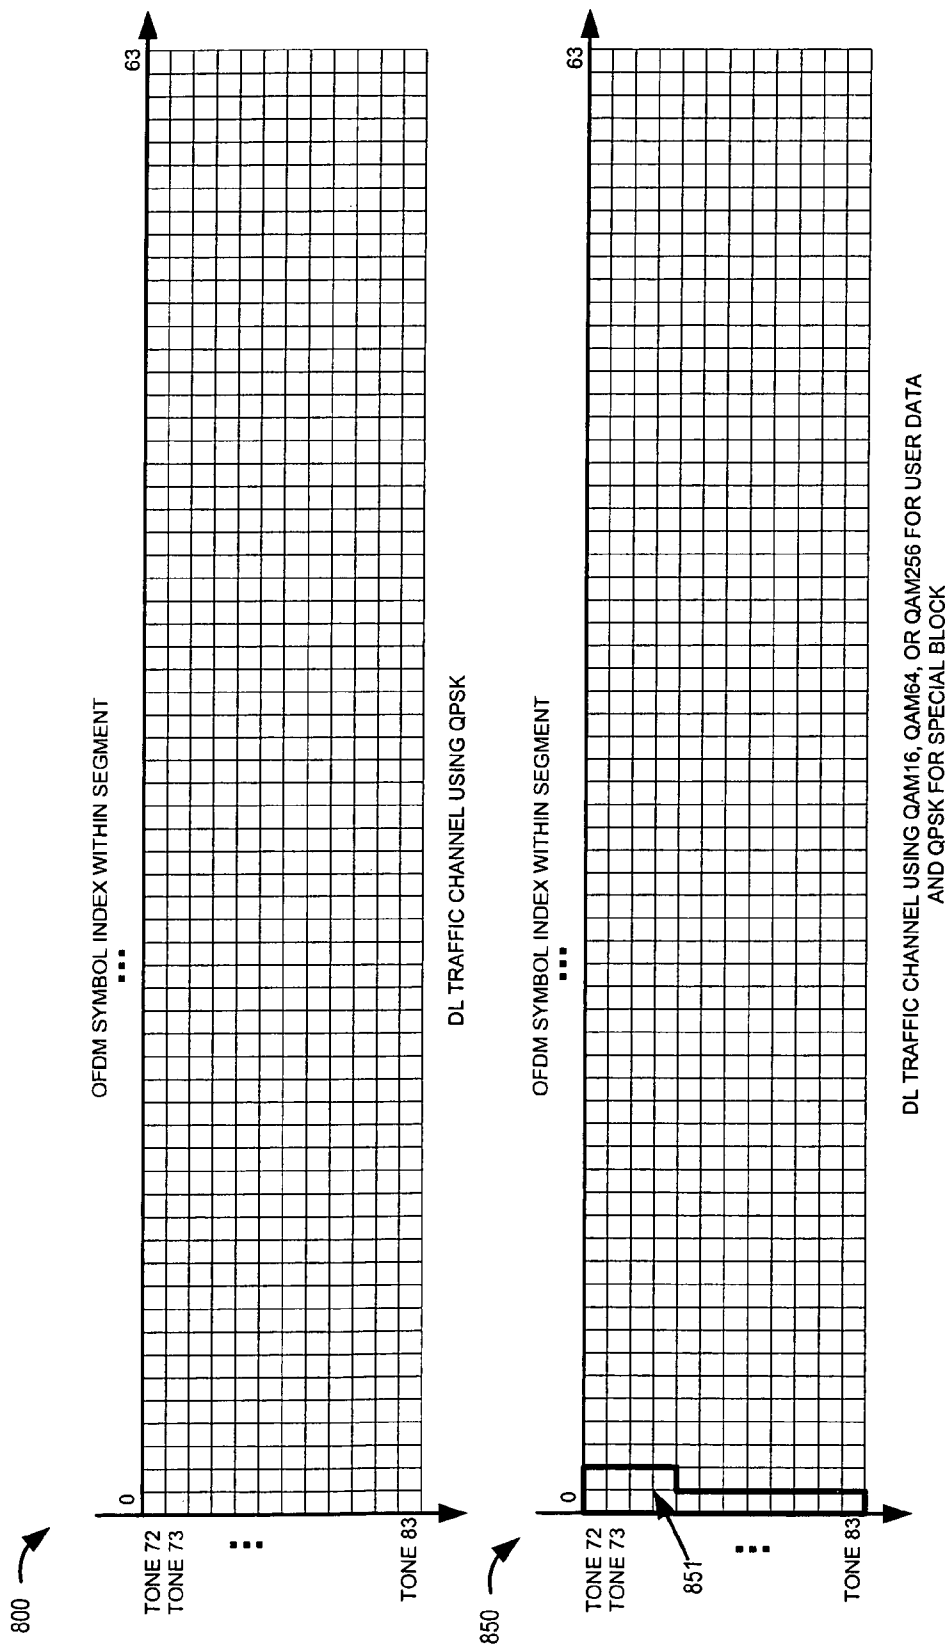 800
OFDM SYMBOL INDEX WITHIN SEGMENT
...
0
63
TONE 72
TONE 73
...
TONE 83
DL TRAFFIC CHANNEL USING QPSK
850
OFDM SYMBOL INDEX WITHIN SEGMENT
...
0
63
TONE 72
TONE 73
851
...
TONE 83
DL TRAFFIC CHANNEL USING QAM16, QAM64, OR QAM256 FOR USER DATA
AND QPSK FOR SPECIAL BLOCK